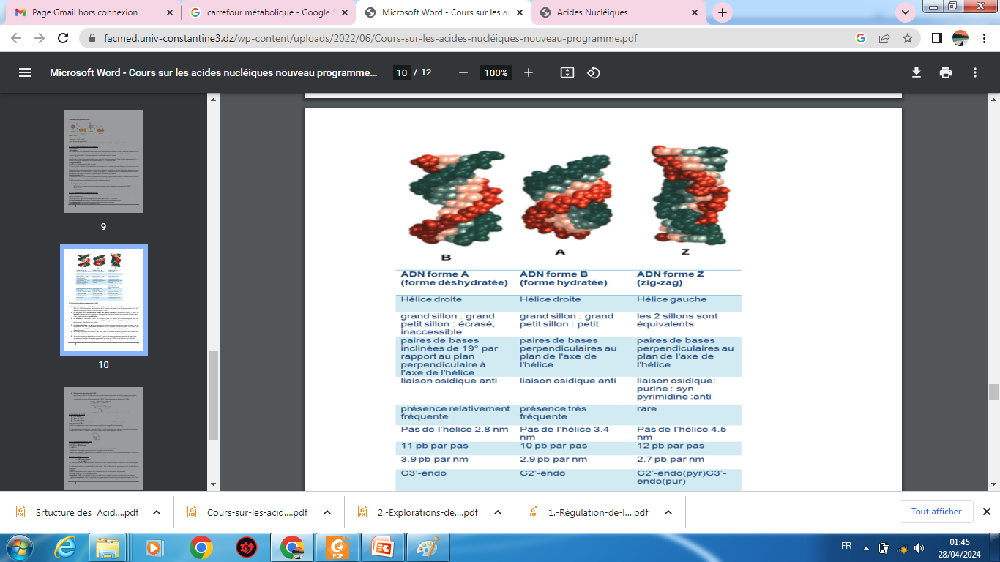 Page Gmail hors connexion
carrefour métabolique - Google S
Microsoft Word - Cours sur les ac
Acides Nucléiques
facmed.univ-constantine3.dz/wp-content/uploads/2022/06/Cours-sur-les-acides-nucléiques-nouveau-programme.pdf
Microsoft Word - Cours sur les acides nucléiques nouveau programme...
10 / 12
100%
9
10
B
A
Z
ADN forme A
(forme déshydratée)
ADN forme B
(forme hydratée)
ADN forme Z
(zig-zag)
Hélice droite
Hélice droite
Hélice gauche
grand sillon : grand
petit sillon : écrasé,
inaccessible
grand sillon : grand
petit sillon : petit
les 2 sillons sont
équivalents
paires de bases
inclinées de 19° par
rapport au plan
perpendiculaire à
l'axe de l'hélice
paires de bases
perpendiculaires au
plan de l'axe de
l'hélice
paires de bases
perpendiculaires au
plan de l'axe de
l'hélice
liaison osidique anti
liaison osidique anti
liaison osidique:
purine : syn
pyrimidine :anti
présence relativement
fréquente
présence très
fréquente
rare
Pas de l'hélice 2.8 nm
Pas de l'hélice 3.4
nm
Pas de l'hélice 4.5
nm
11 pb par pas
10 pb par pas
12 pb par pas
3.9 pb par nm
2.9 pb par nm
2.7 pb par nm
C3'-endo
C2'-endo
C2'-endo(pyr)C3'-
endo(pur)
Srtucture des Acid....pdf
Cours-sur-les-acid....pdf
2.-Explorations-de....pdf
1.-Régulation-de-l....pdf
Tout afficher
PDF
FR
01:45
28/04/2024